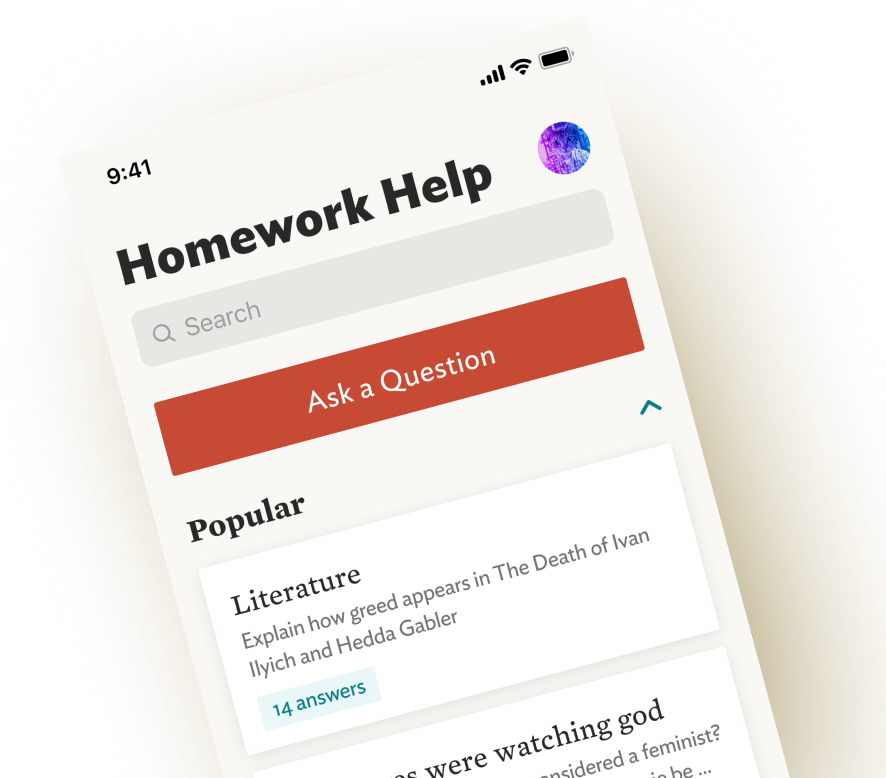 9:41
Homework Help
Search
Ask a Question
Popular
Literature
Explain how greed appears in The Death of Ivan
Ilyich and Hedda Gabler
14 answers
were watching god
a feminist?
be ...